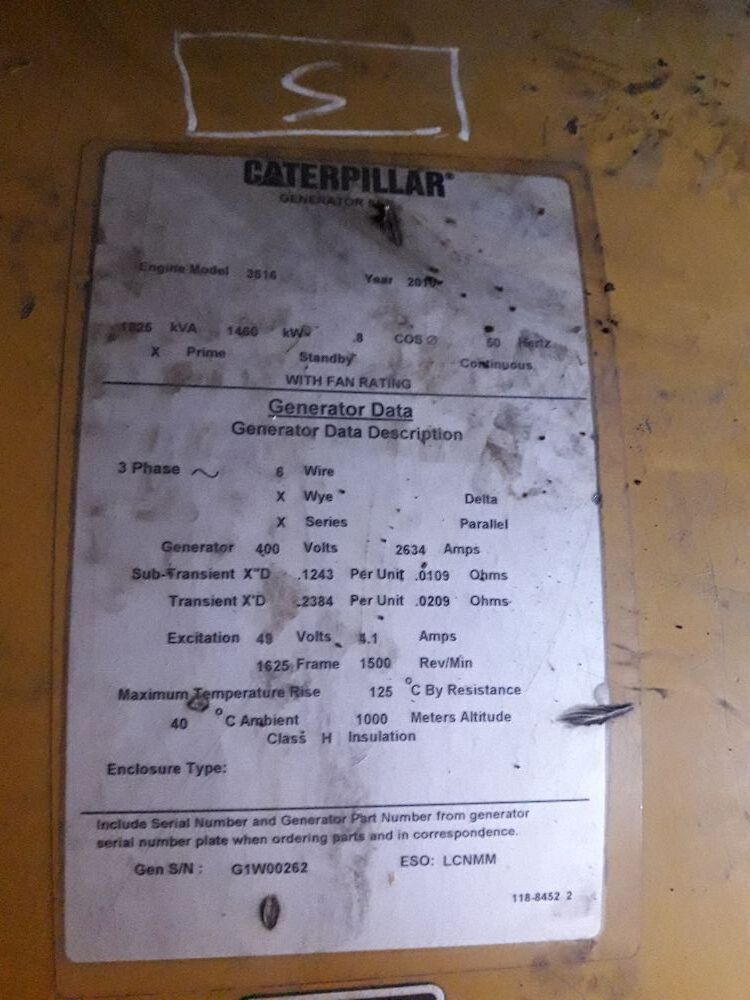 S
CATERPILLAR®
GENERATOR
Engine Model 3516 Year 2010
1825 kVA 1460 kW .8 COS ∅ 50 Hertz
X Prime Standby Continuous
WITH FAN RATING
Generator Data
Generator Data Description
3 Phase ~ 6 Wire
X Wye Delta
X Series Parallel
Generator 400 Volts 2634 Amps
Sub-Transient X"D .1243 Per Unit .0109 Ohms
Transient X'D .2384 Per Unit .0209 Ohms
Excitation 49 Volts 4.1 Amps
1625 Frame 1500 Rev/Min
Maximum Temperature Rise 125 °C By Resistance
40 °C Ambient 1000 Meters Altitude
Class H Insulation
Enclosure Type:
Include Serial Number and Generator Part Number from generator
serial number plate when ordering parts and in correspondence.
Gen S/N : G1W00262 ESO: LCNMM
118-8452 2